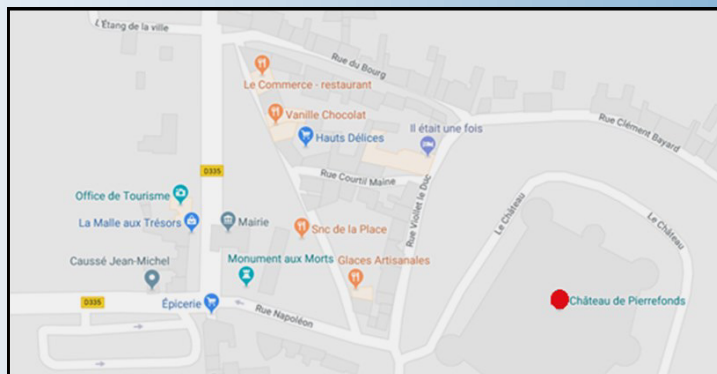 L'Étang de la ville
Rue du Bourg
Le Commerce - restaurant
Vanille Chocolat
Hauts Délices
Il était une fois
Rue Clément Bayard
D335
Rue Courtil Maine
Office de Tourisme
La Malle aux Trésors
Mairie
Snc de la Place
Rue Viollet le Duc
Le Château
Le Château
Caussé Jean-Michel
Monument aux Morts
Glaces Artisanales
D335
Épicerie
Rue Napoléon
Château de Pierrefonds